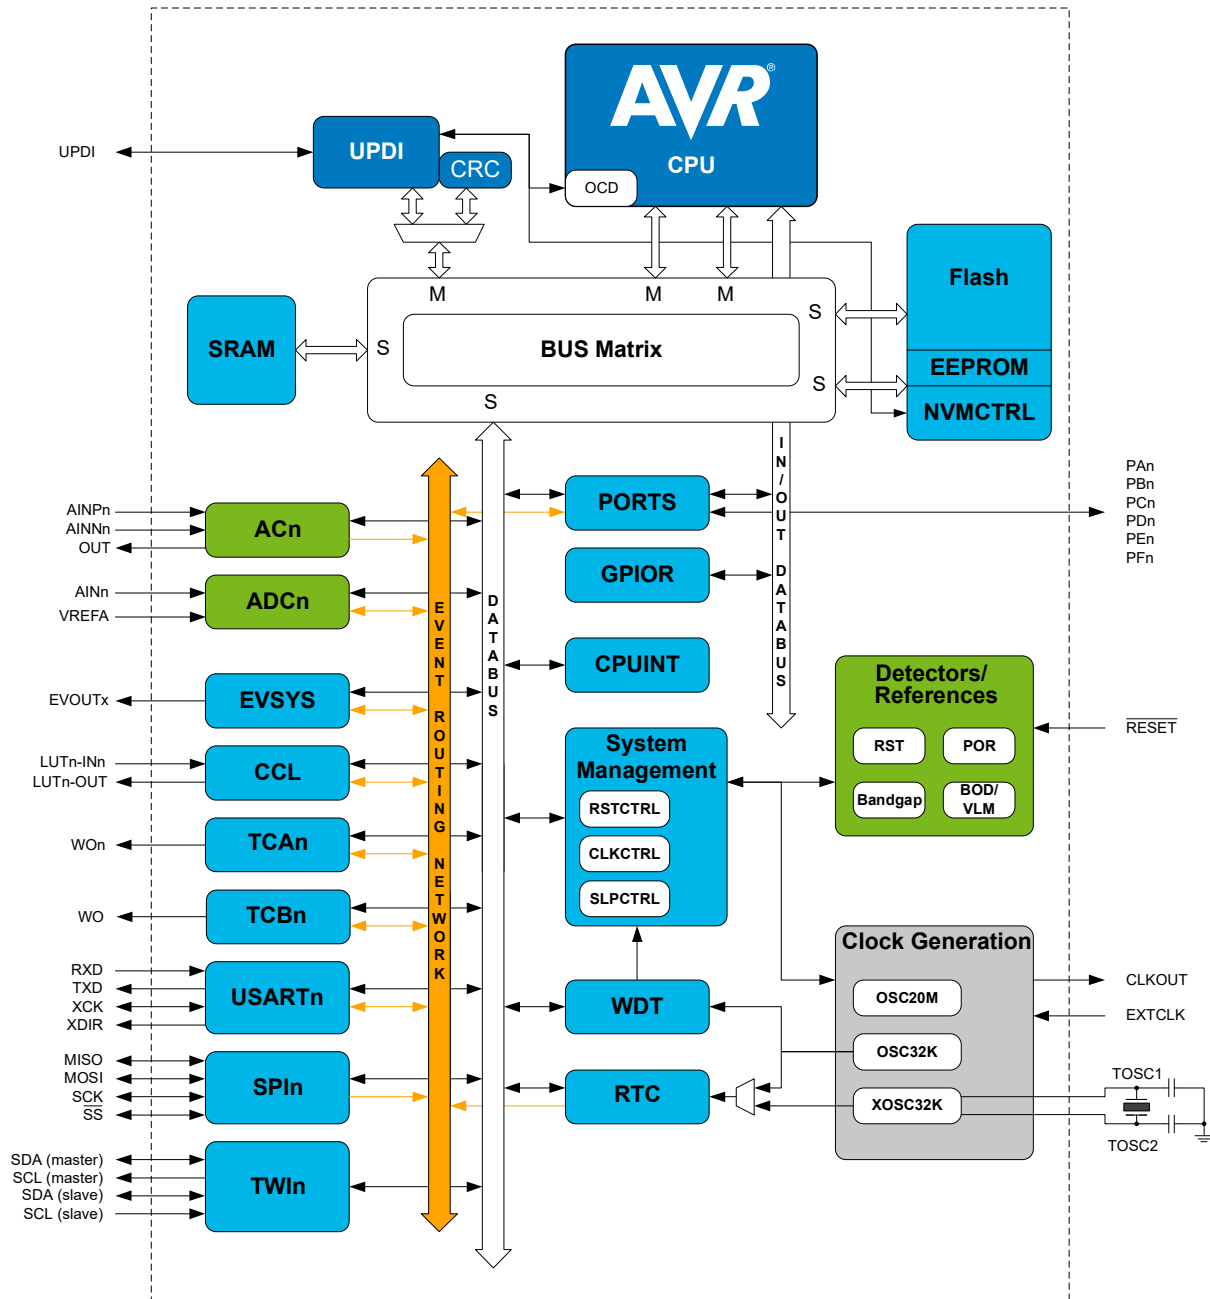 AVR®
CPU
OCD
UPDI
UPDI
CRC
M
M
M
S
S
S
S
BUS Matrix
SRAM
Flash
EEPROM
NVMCTRL
IN/OUT DATABUS
DATABUS
EVENT ROUTING NETWORK
AINPn
AINNn
OUT
ACn
AINn
VREFA
ADCn
EVOUTx
EVSYS
LUTn-INn
LUTn-OUT
CCL
WOn
TCAn
WO
TCBn
RXD
TXD
XCK
XDIR
USARTn
MISO
MOSI
SCK
SS
SPIn
SDA (master)
SCL (master)
SDA (slave)
SCL (slave)
TWIn
PORTS
GPIOR
CPUINT
System
Management
RSTCTRL
CLKCTRL
SLPCTRL
WDT
RTC
PAn
PBn
PCn
PDn
PEn
PFn
Detectors/
References
RST
POR
Bandgap
BOD/
VLM
RESET
Clock Generation
OSC20M
OSC32K
XOSC32K
CLKOUT
EXTCLK
TOSC1
TOSC2